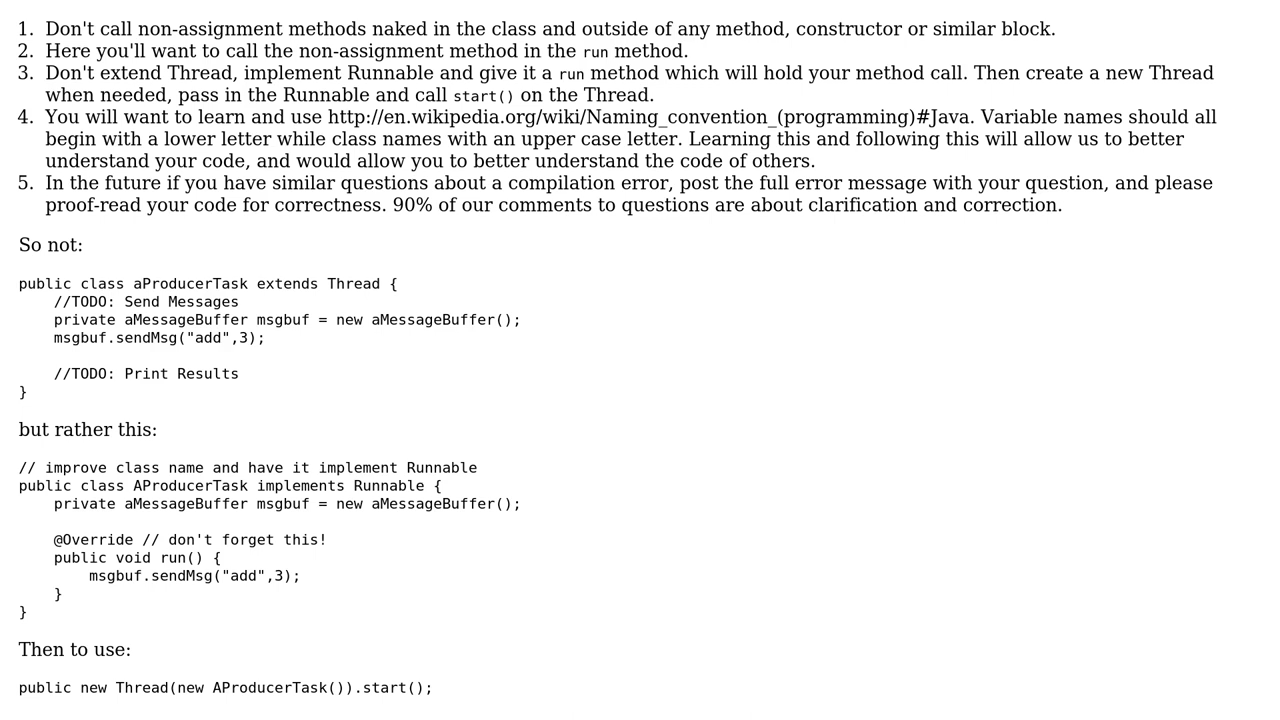 1. Don't call non-assignment methods naked in the class and outside of any method, constructor or similar block.
2. Here you'll want to call the non-assignment method in the run method.
3. Don't extend Thread, implement Runnable and give it a run method which will hold your method call. Then create a new Thread
when needed, pass in the Runnable and call start() on the Thread.
4. You will want to learn and use http://en.wikipedia.org/wiki/Naming_convention_(programming)#Java. Variable names should all
begin with a lower letter while class names with an upper case letter. Learning this and following this will allow us to better
understand your code, and would allow you to better understand the code of others.
5. In the future if you have similar questions about a compilation error, post the full error message with your question, and please
proof-read your code for correctness. 90% of our comments to questions are about clarification and correction.
So not:
public class aProducerTask extends Thread {
    //TODO: Send Messages
    private aMessageBuffer msgbuf = new aMessageBuffer();
    msgbuf.sendMsg("add",3);
    //TODO: Print Results
}
but rather this:
// improve class name and have it implement Runnable
public class AProducerTask implements Runnable {
    private aMessageBuffer msgbuf = new aMessageBuffer();
    @Override // don't forget this!
    public void run() {
        msgbuf.sendMsg("add",3);
    }
}
Then to use:
public new Thread(new AProducerTask()).start();